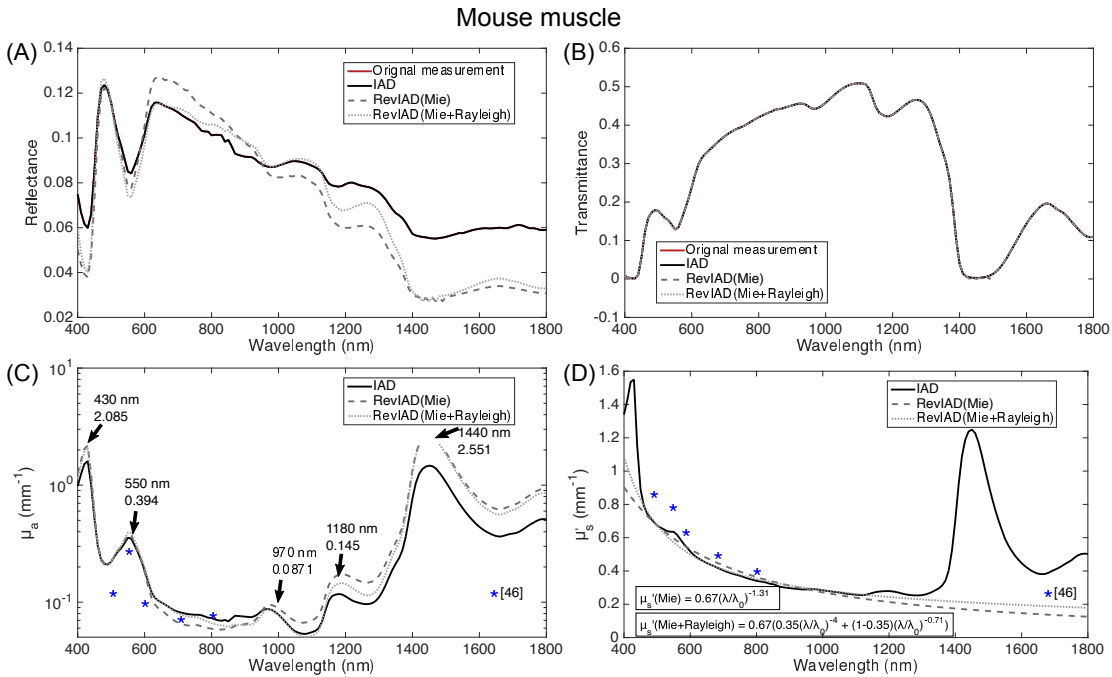 Mouse muscle
(A)
0.14
0.12
0.1
0.08
0.06
0.04
0.02
Reflectance
Orignal measurement
IAD
RevIAD(Mie)
RevIAD(Mie+Rayleigh)
400 600 800 1000 1200 1400 1600 1800
Wavelength (nm)
(B)
0.6
0.5
0.4
0.3
0.2
0.1
0
-0.1
Transmittance
Orignal measurement
IAD
RevIAD(Mie)
RevIAD(Mie+Rayleigh)
400 600 800 1000 1200 1400 1600 1800
Wavelength (nm)
(C)
10¹
10⁰
10⁻¹
μa (mm⁻¹)
IAD
RevIAD(Mie)
RevIAD(Mie+Rayleigh)
430 nm
2.085
550 nm
0.394
970 nm
0.0871
1180 nm
0.145
1440 nm
2.551
*[46]
400 600 800 1000 1200 1400 1600 1800
Wavelength (nm)
(D)
1.6
1.4
1.2
1
0.8
0.6
0.4
0.2
0
μ's (mm⁻¹)
IAD
RevIAD(Mie)
RevIAD(Mie+Rayleigh)
*[46]
μs'(Mie) = 0.67(λ/λ0)^-1.31
μs'(Mie+Rayleigh) = 0.67(0.35(λ/λ0)^-4 + (1-0.35)(λ/λ0)^-0.71)
400 600 800 1000 1200 1400 1600 1800
Wavelength (nm)